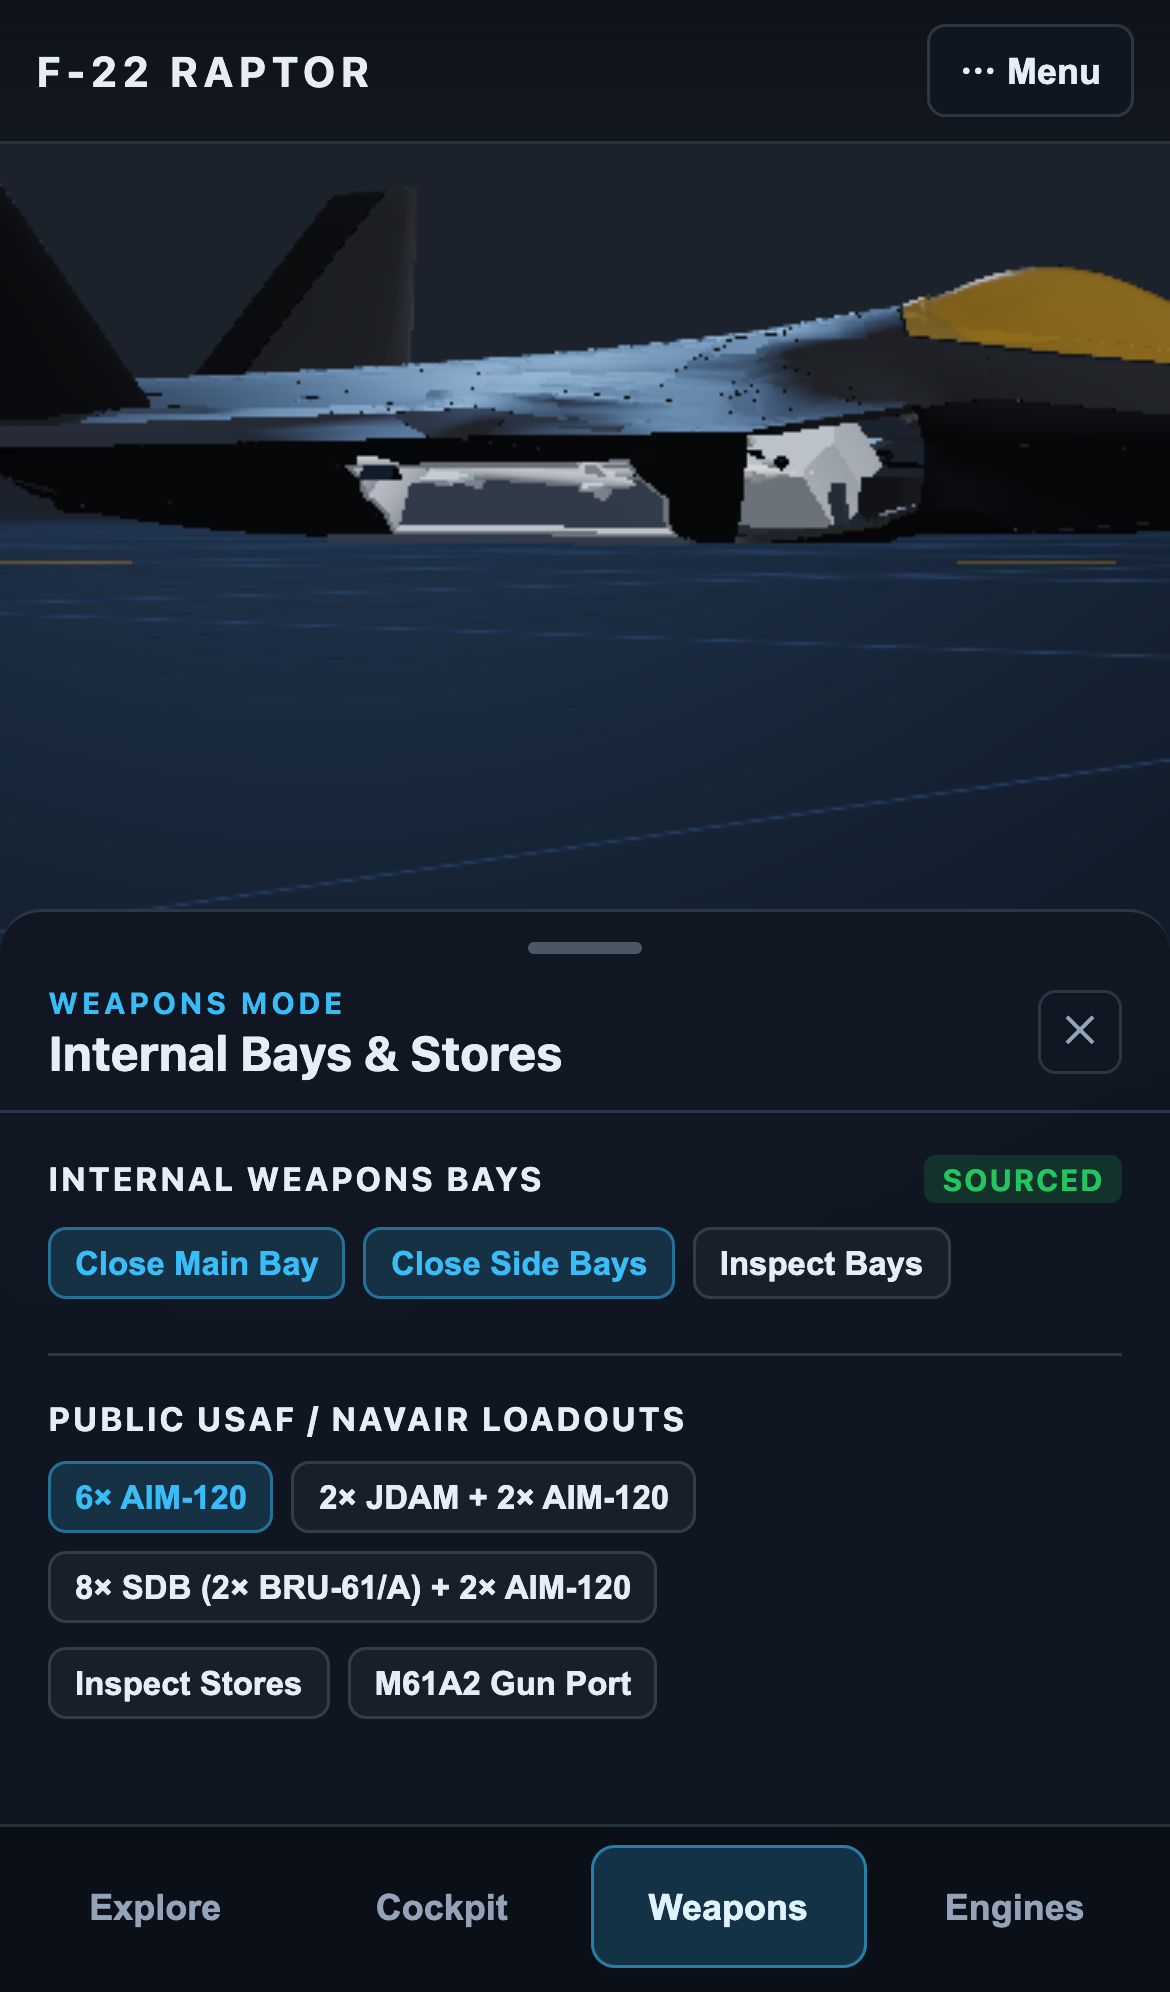 F-22 RAPTOR
··· Menu
WEAPONS MODE
Internal Bays & Stores
INTERNAL WEAPONS BAYS
SOURCED
Close Main Bay
Close Side Bays
Inspect Bays
PUBLIC USAF / NAVAIR LOADOUTS
6× AIM-120
2× JDAM + 2× AIM-120
8× SDB (2× BRU-61/A) + 2× AIM-120
Inspect Stores
M61A2 Gun Port
Explore
Cockpit
Weapons
Engines